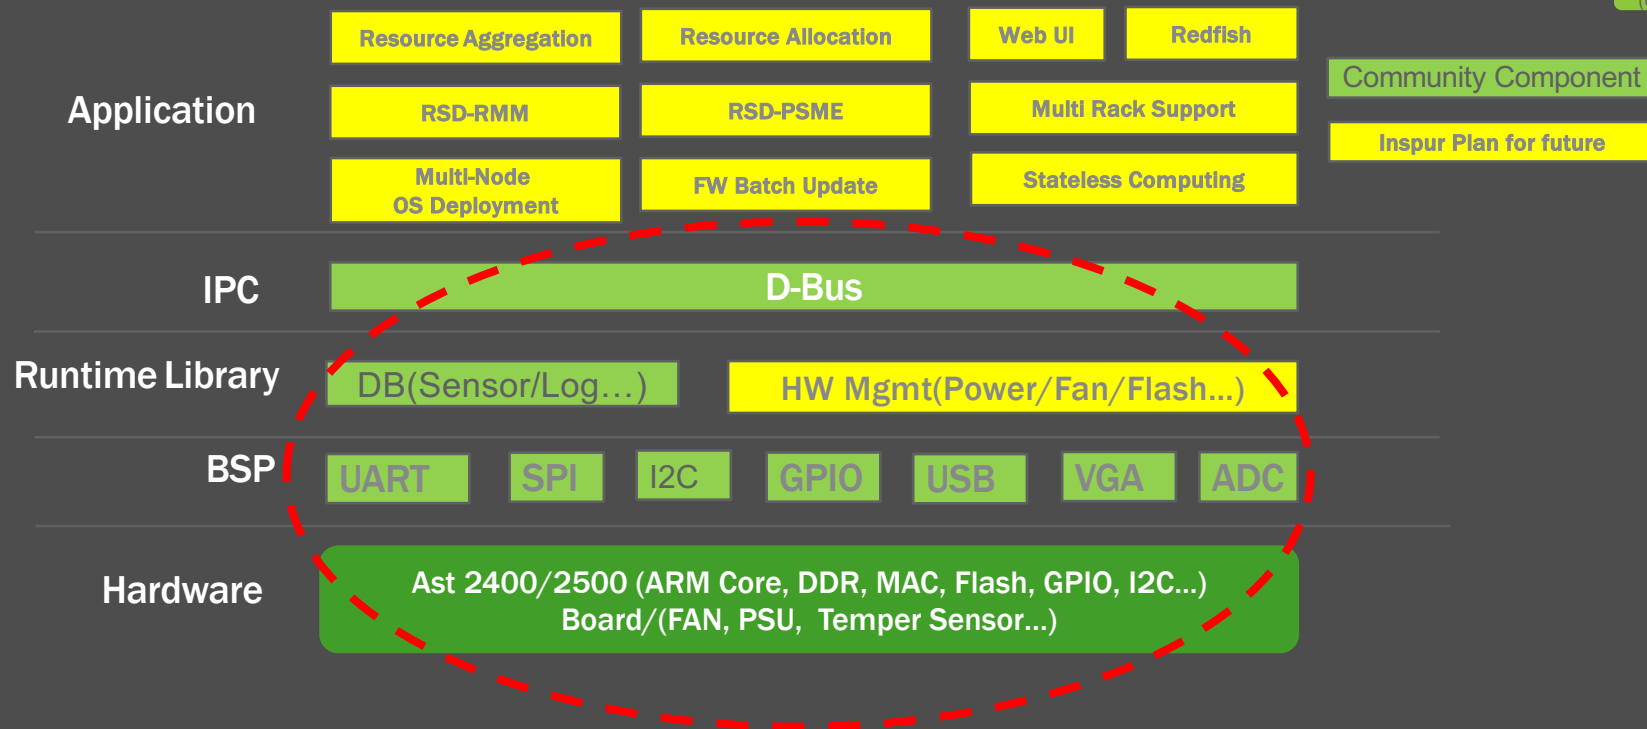 Resource Aggregation
Resource Allocation
Web UI
Redfish
Community Component
Application
RSD-RMM
RSD-PSME
Multi Rack Support
Inspur Plan for future
Multi-Node
OS Deployment
FW Batch Update
Stateless Computing
IPC
D-Bus
Runtime Library
DB(Sensor/Log…)
HW Mgmt(Power/Fan/Flash…)
BSP
UART
SPI
I2C
GPIO
USB
VGA
ADC
Hardware
Ast 2400/2500 (ARM Core, DDR, MAC, Flash, GPIO, I2C…)
Board/(FAN, PSU, Temper Sensor…)